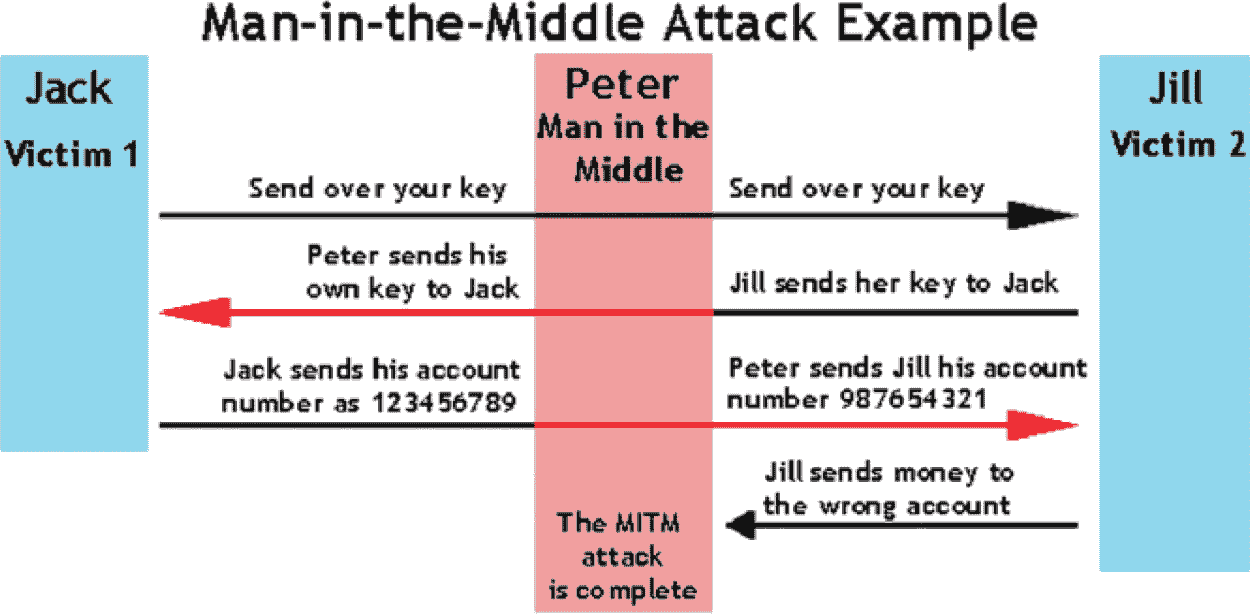 Man-in-the-Middle Attack Example
Jack
Victim 1
Peter
Man in the
Middle
Jill
Victim 2
Send over your key
Send over your key
Peter sends his
own key to Jack
Jill sends her key to Jack
Jack sends his account
number as 123456789
Peter sends Jill his account
number 987654321
Jill sends money to
the wrong account
The MITM
attack
is complete